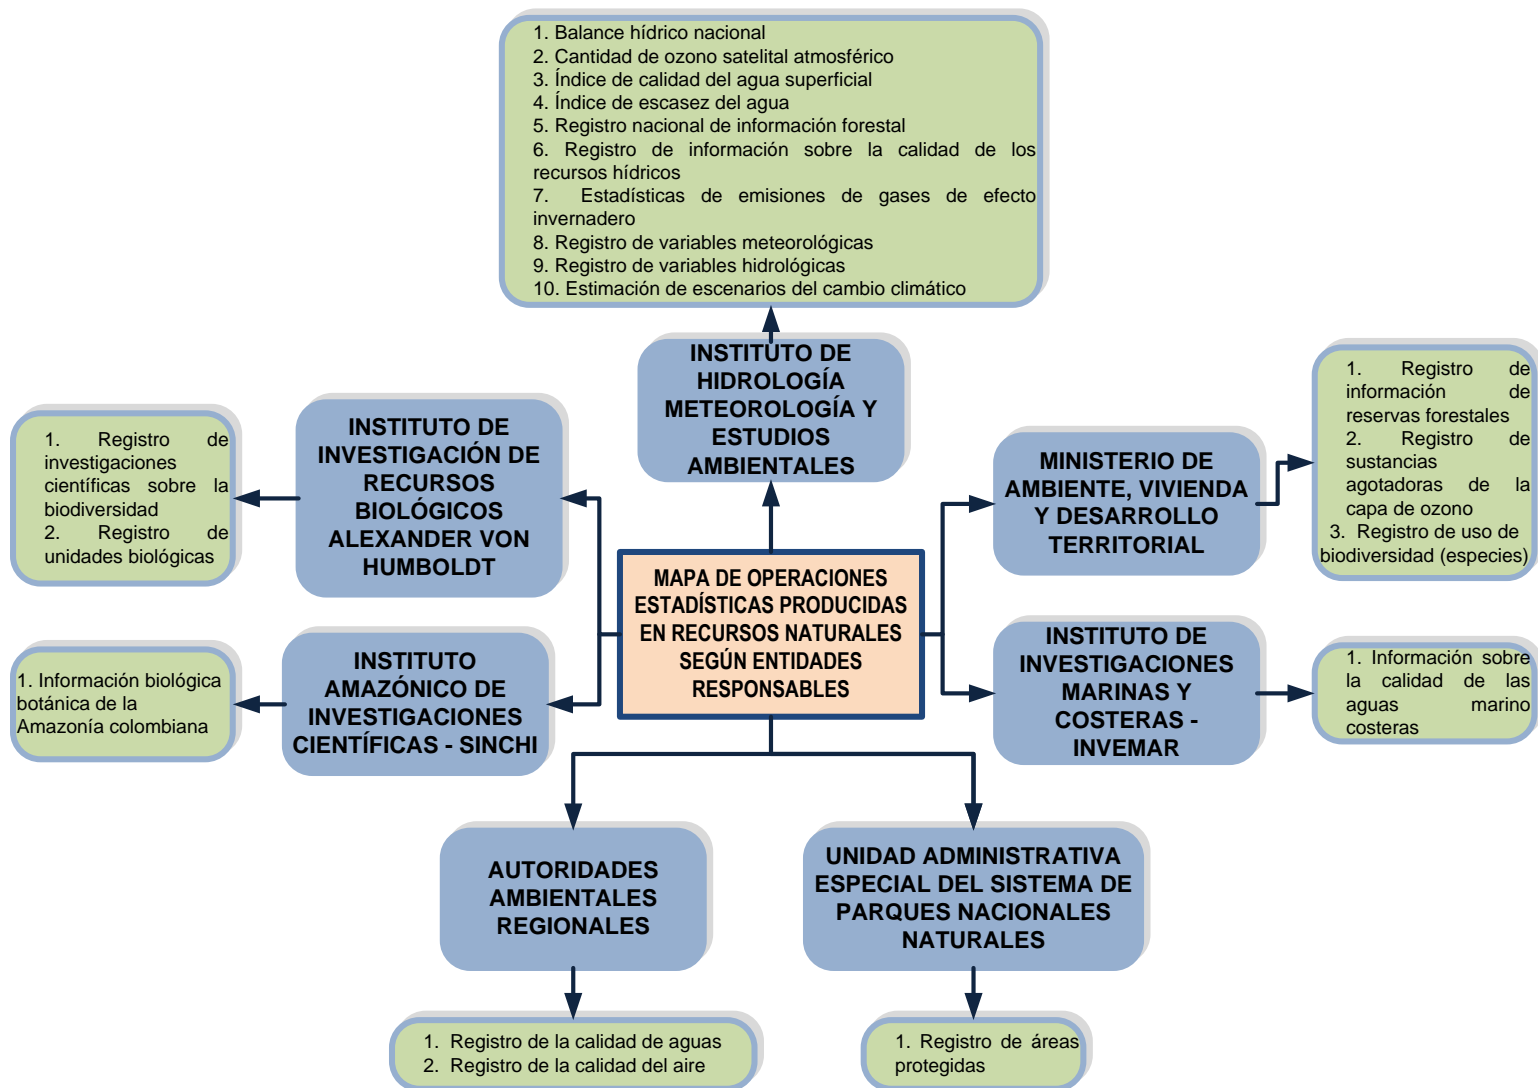 1. Balance hídrico nacional
2. Cantidad de ozono satelital atmosférico
3. Índice de calidad del agua superficial
4. Índice de escasez del agua
5. Registro nacional de información forestal
6. Registro de información sobre la calidad de los
recursos hídricos
7. Estadísticas de emisiones de gases de efecto
invernadero
8. Registro de variables meteorológicas
9. Registro de variables hidrológicas
10. Estimación de escenarios del cambio climático
INSTITUTO DE
HIDROLOGÍA
METEOROLOGÍA Y
ESTUDIOS
AMBIENTALES
1. Registro de
investigaciones
científicas sobre la
biodiversidad
2. Registro de
unidades biológicas
INSTITUTO DE
INVESTIGACIÓN DE
RECURSOS
BIOLÓGICOS
ALEXANDER VON
HUMBOLDT
MINISTERIO DE
AMBIENTE, VIVIENDA
Y DESARROLLO
TERRITORIAL
1. Registro de
información de
reservas forestales
2. Registro de
sustancias
agotadoras de la
capa de ozono
3. Registro de uso de
biodiversidad (especies)
MAPA DE OPERACIONES
ESTADÍSTICAS PRODUCIDAS
EN RECURSOS NATURALES
SEGÚN ENTIDADES
RESPONSABLES
1. Información biológica
botánica de la
Amazonía colombiana
INSTITUTO
AMAZÓNICO DE
INVESTIGACIONES
CIENTÍFICAS - SINCHI
INSTITUTO DE
INVESTIGACIONES
MARINAS Y
COSTERAS -
INVEMAR
1. Información sobre
la calidad de las
aguas marino
costeras
AUTORIDADES
AMBIENTALES
REGIONALES
UNIDAD ADMINISTRATIVA
ESPECIAL DEL SISTEMA DE
PARQUES NACIONALES
NATURALES
1. Registro de la calidad de aguas
2. Registro de la calidad del aire
1. Registro de áreas
protegidas